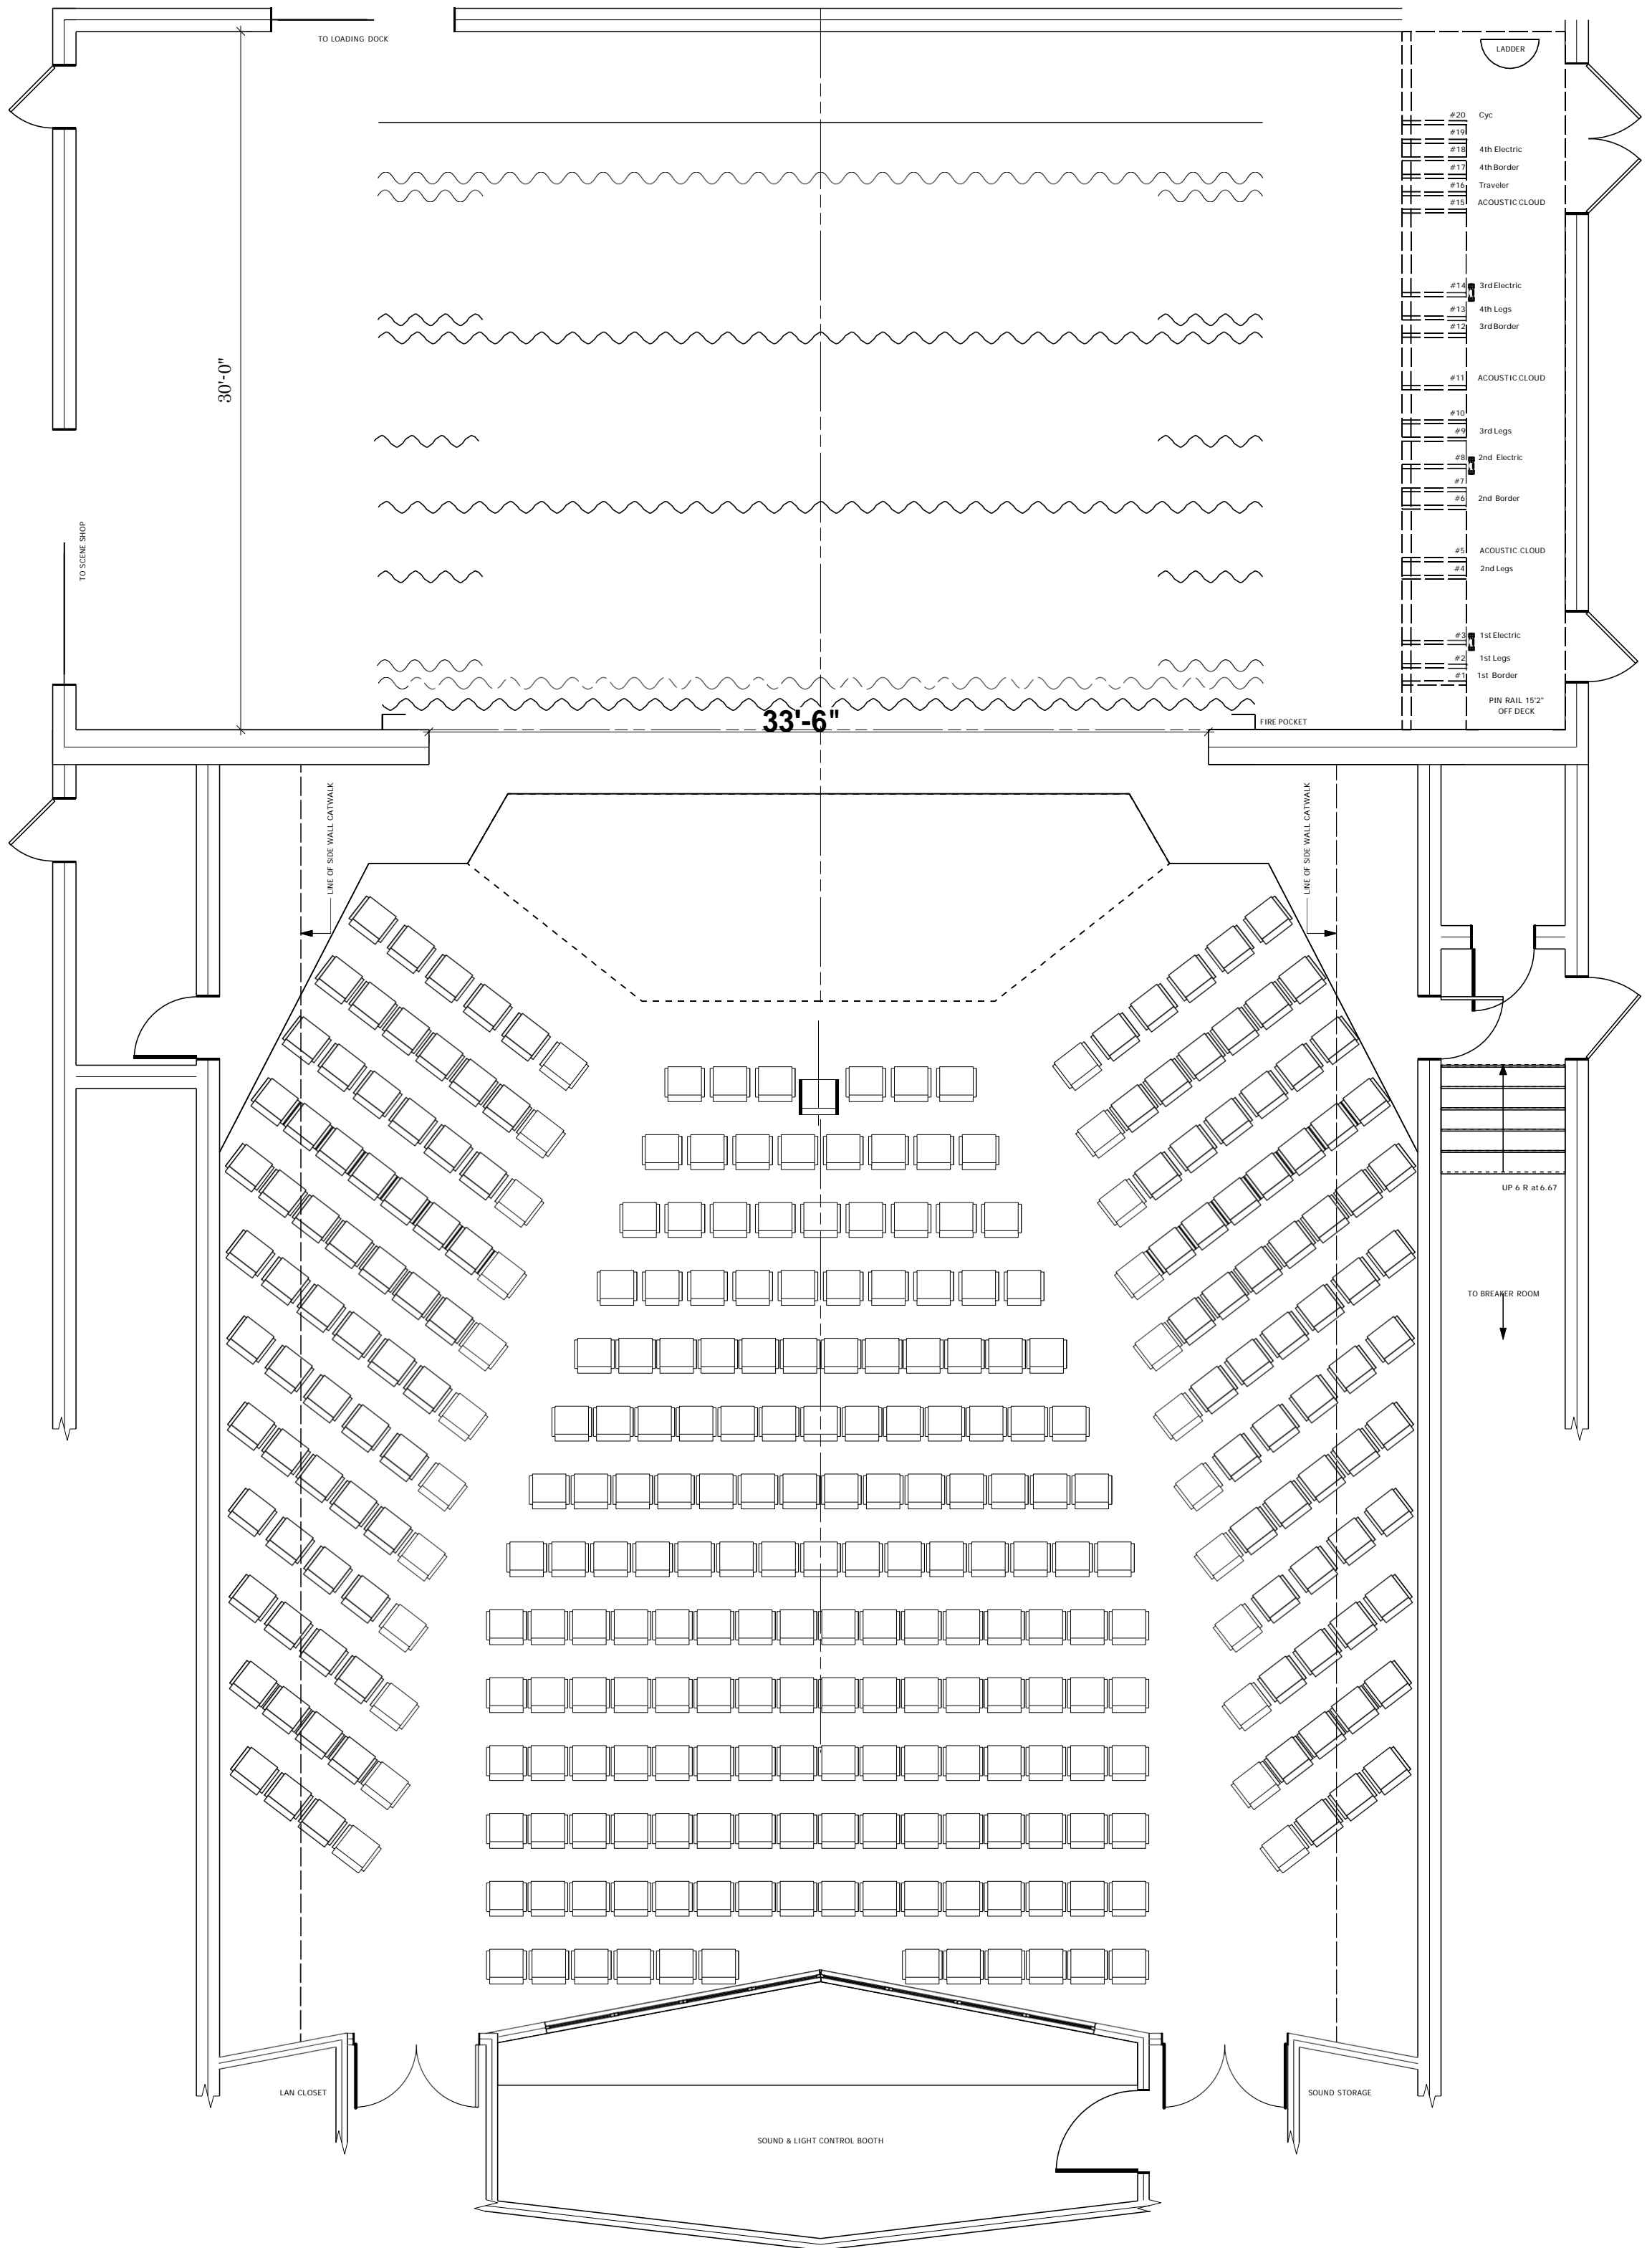 TO LOADING DOCK
LADDER
#20 Cyc
#19
#18 4th Electric
#17 4th Border
#16 Traveler
#15 ACOUSTIC CLOUD
#14 3rd Electric
#13 4th Legs
#12 3rd Border
#11 ACOUSTIC CLOUD
#10
#9 3rd Legs
#8 2nd Electric
#7
#6 2nd Border
#5 ACOUSTIC CLOUD
#4 2nd Legs
#3 1st Electric
#2 1st Legs
#1 1st Border
PIN RAIL 15'2"
OFF DECK
30'-0"
TO SCENE SHOP
33'-6"
FIRE POCKET
LINE OF SIDE WALL CATWALK
LINE OF SIDE WALL CATWALK
UP 6 R at 6.67
TO BREAKER ROOM
LAN CLOSET
SOUND STORAGE
SOUND & LIGHT CONTROL BOOTH